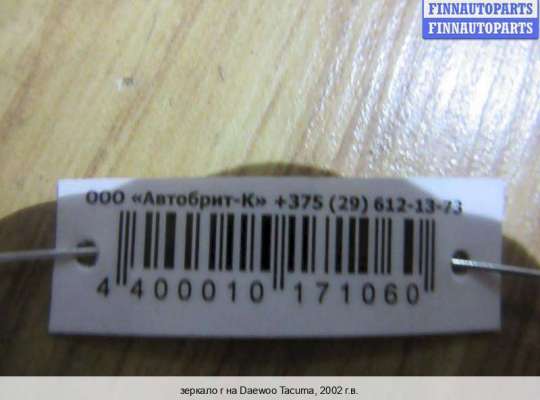 FINNAUTOPARTS
FINNAUTOPARTS
ООО «Автобрит-К» +375 (29) 612-13-73
4 400010 171060
зеркало r на Daewoo Tacuma, 2002 г.в.